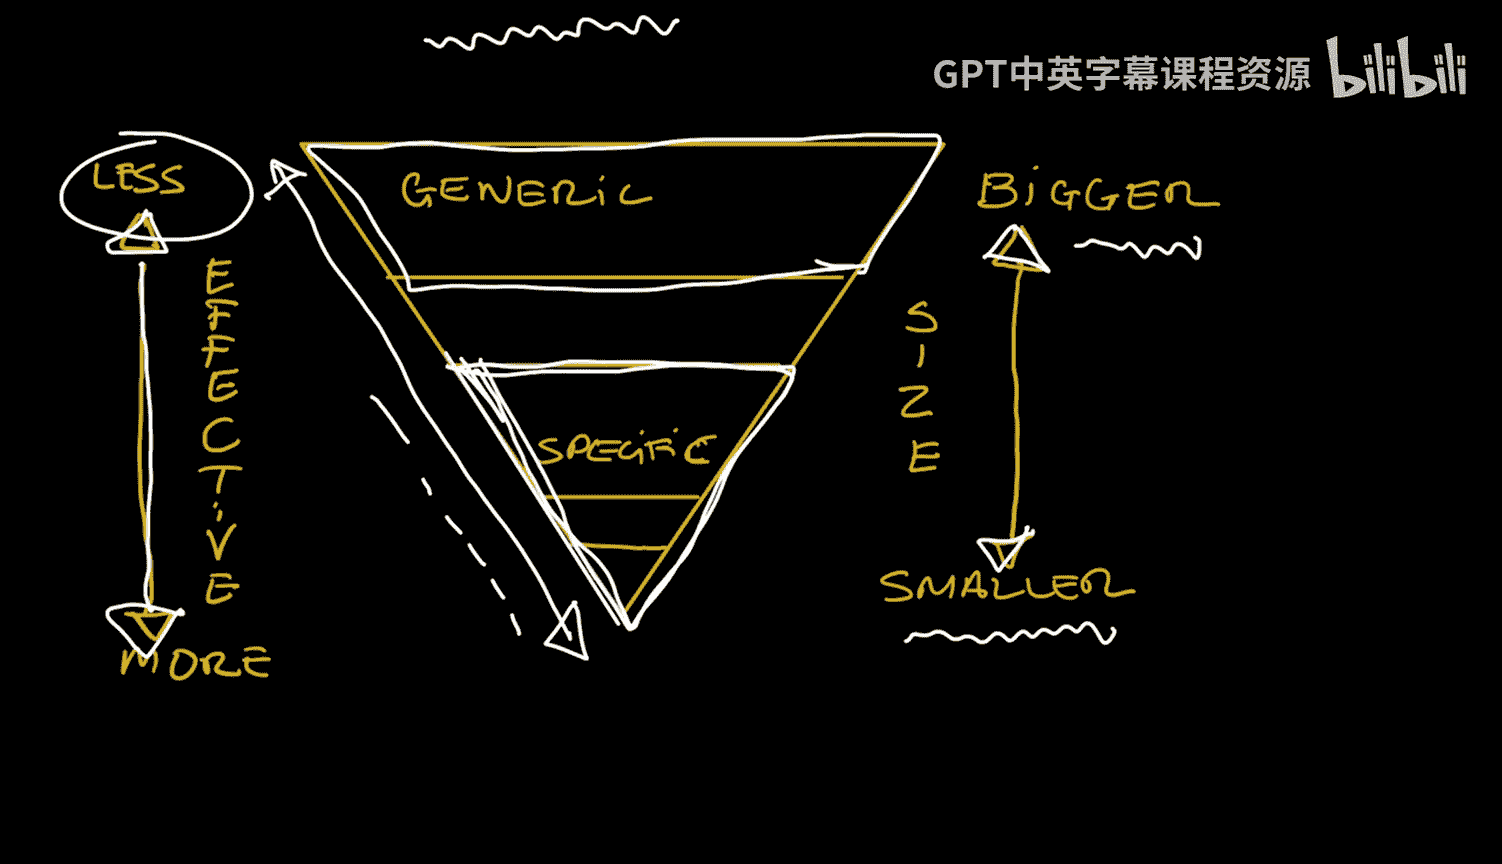 GPT中英字幕课程资源 bilibili
LESS
GENERIC
BIGGER
EFFECTIVE
SIZE
SPECIFIC
SMALLER
MORE